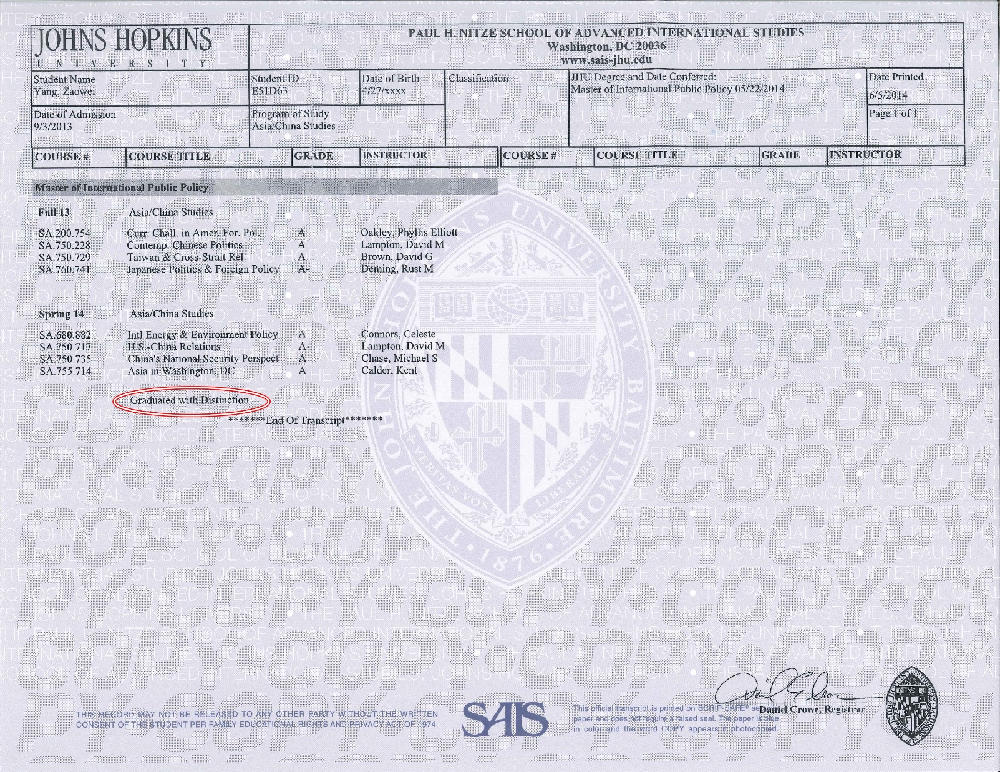 JOHNS HOPKINS
UNIVERSITY
PAUL H. NITZE SCHOOL OF ADVANCED INTERNATIONAL STUDIES
Washington, DC 20036
www.sais-jhu.edu
Student Name
Yang, Zaowei
Student ID
E51D63
Date of Birth
4/27/xxxx
Classification
JHU Degree and Date Conferred:
Master of International Public Policy 05/22/2014
Date Printed
6/5/2014
Date of Admission
9/3/2013
Program of Study
Asia/China Studies
Page 1 of 1
COURSE # COURSE TITLE GRADE INSTRUCTOR COURSE # COURSE TITLE GRADE INSTRUCTOR
Master of International Public Policy
Fall 13 Asia/China Studies
SA.200.754 Curr. Chall. in Amer. For. Pol. A Oakley, Phyllis Elliott
SA.750.228 Contemp. Chinese Politics A Lampton, David M
SA.750.729 Taiwan & Cross-Strait Rel A Brown, David G
SA.760.741 Japanese Politics & Foreign Policy A- Deming, Rust M
Spring 14 Asia/China Studies
SA.680.882 Intl Energy & Environment Policy A Connors, Celeste
SA.750.717 U.S.-China Relations A- Lampton, David M
SA.750.735 China's National Security Perspect A Chase, Michael S
SA.755.714 Asia in Washington, DC A Calder, Kent
Graduated with Distinction
*******End Of Transcript*******
THE JOHNS HOPKINS UNIVERSITY BALTIMORE
VERITAS VOS LIBERABIT
1876
COPY
THIS RECORD MAY NOT BE RELEASED TO ANY OTHER PARTY WITHOUT THE WRITTEN
CONSENT OF THE STUDENT PER FAMILY EDUCATIONAL RIGHTS AND PRIVACY ACT OF 1974.
SAIS
This official transcript is printed on SCRIP-SAFE® se
paper and does not require a raised seal. The paper is blue
in color and the word COPY appears if photocopied.
Daniel Crowe, Registrar